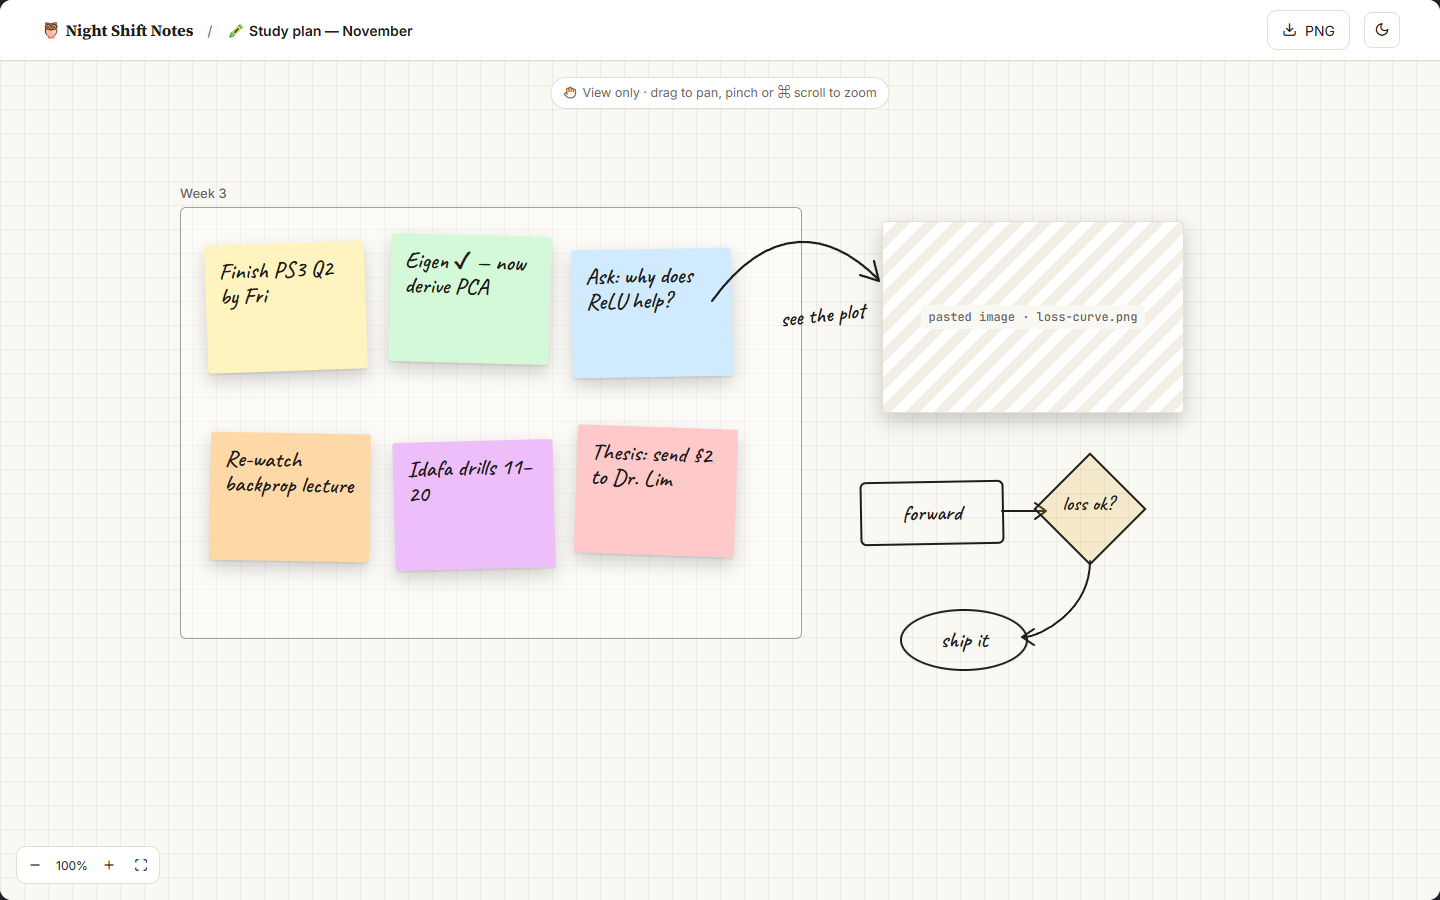 Night Shift Notes / Study plan — November
PNG
View only · drag to pan, pinch or ⌘ scroll to zoom
Week 3
Finish PS3 Q2
by Fri
Eigen ✓ — now
derive PCA
Ask: why does
ReLU help?
see the plot
pasted image · loss-curve.png
Re-watch
backprop lecture
Idafa drills 11–
20
Thesis: send §2
to Dr. Lim
forward
loss ok?
ship it
− 100% +